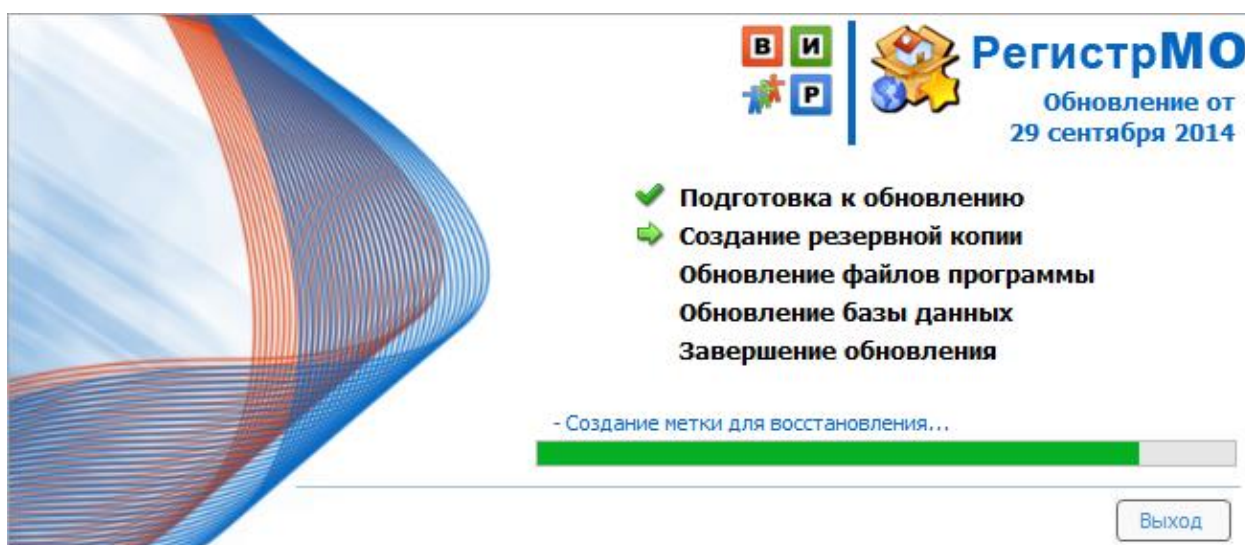 В И
Р
РегистрМО
Обновление от
29 сентября 2014
Подготовка к обновлению
Создание резервной копии
Обновление файлов программы
Обновление базы данных
Завершение обновления
- Создание метки для восстановления...
Выход